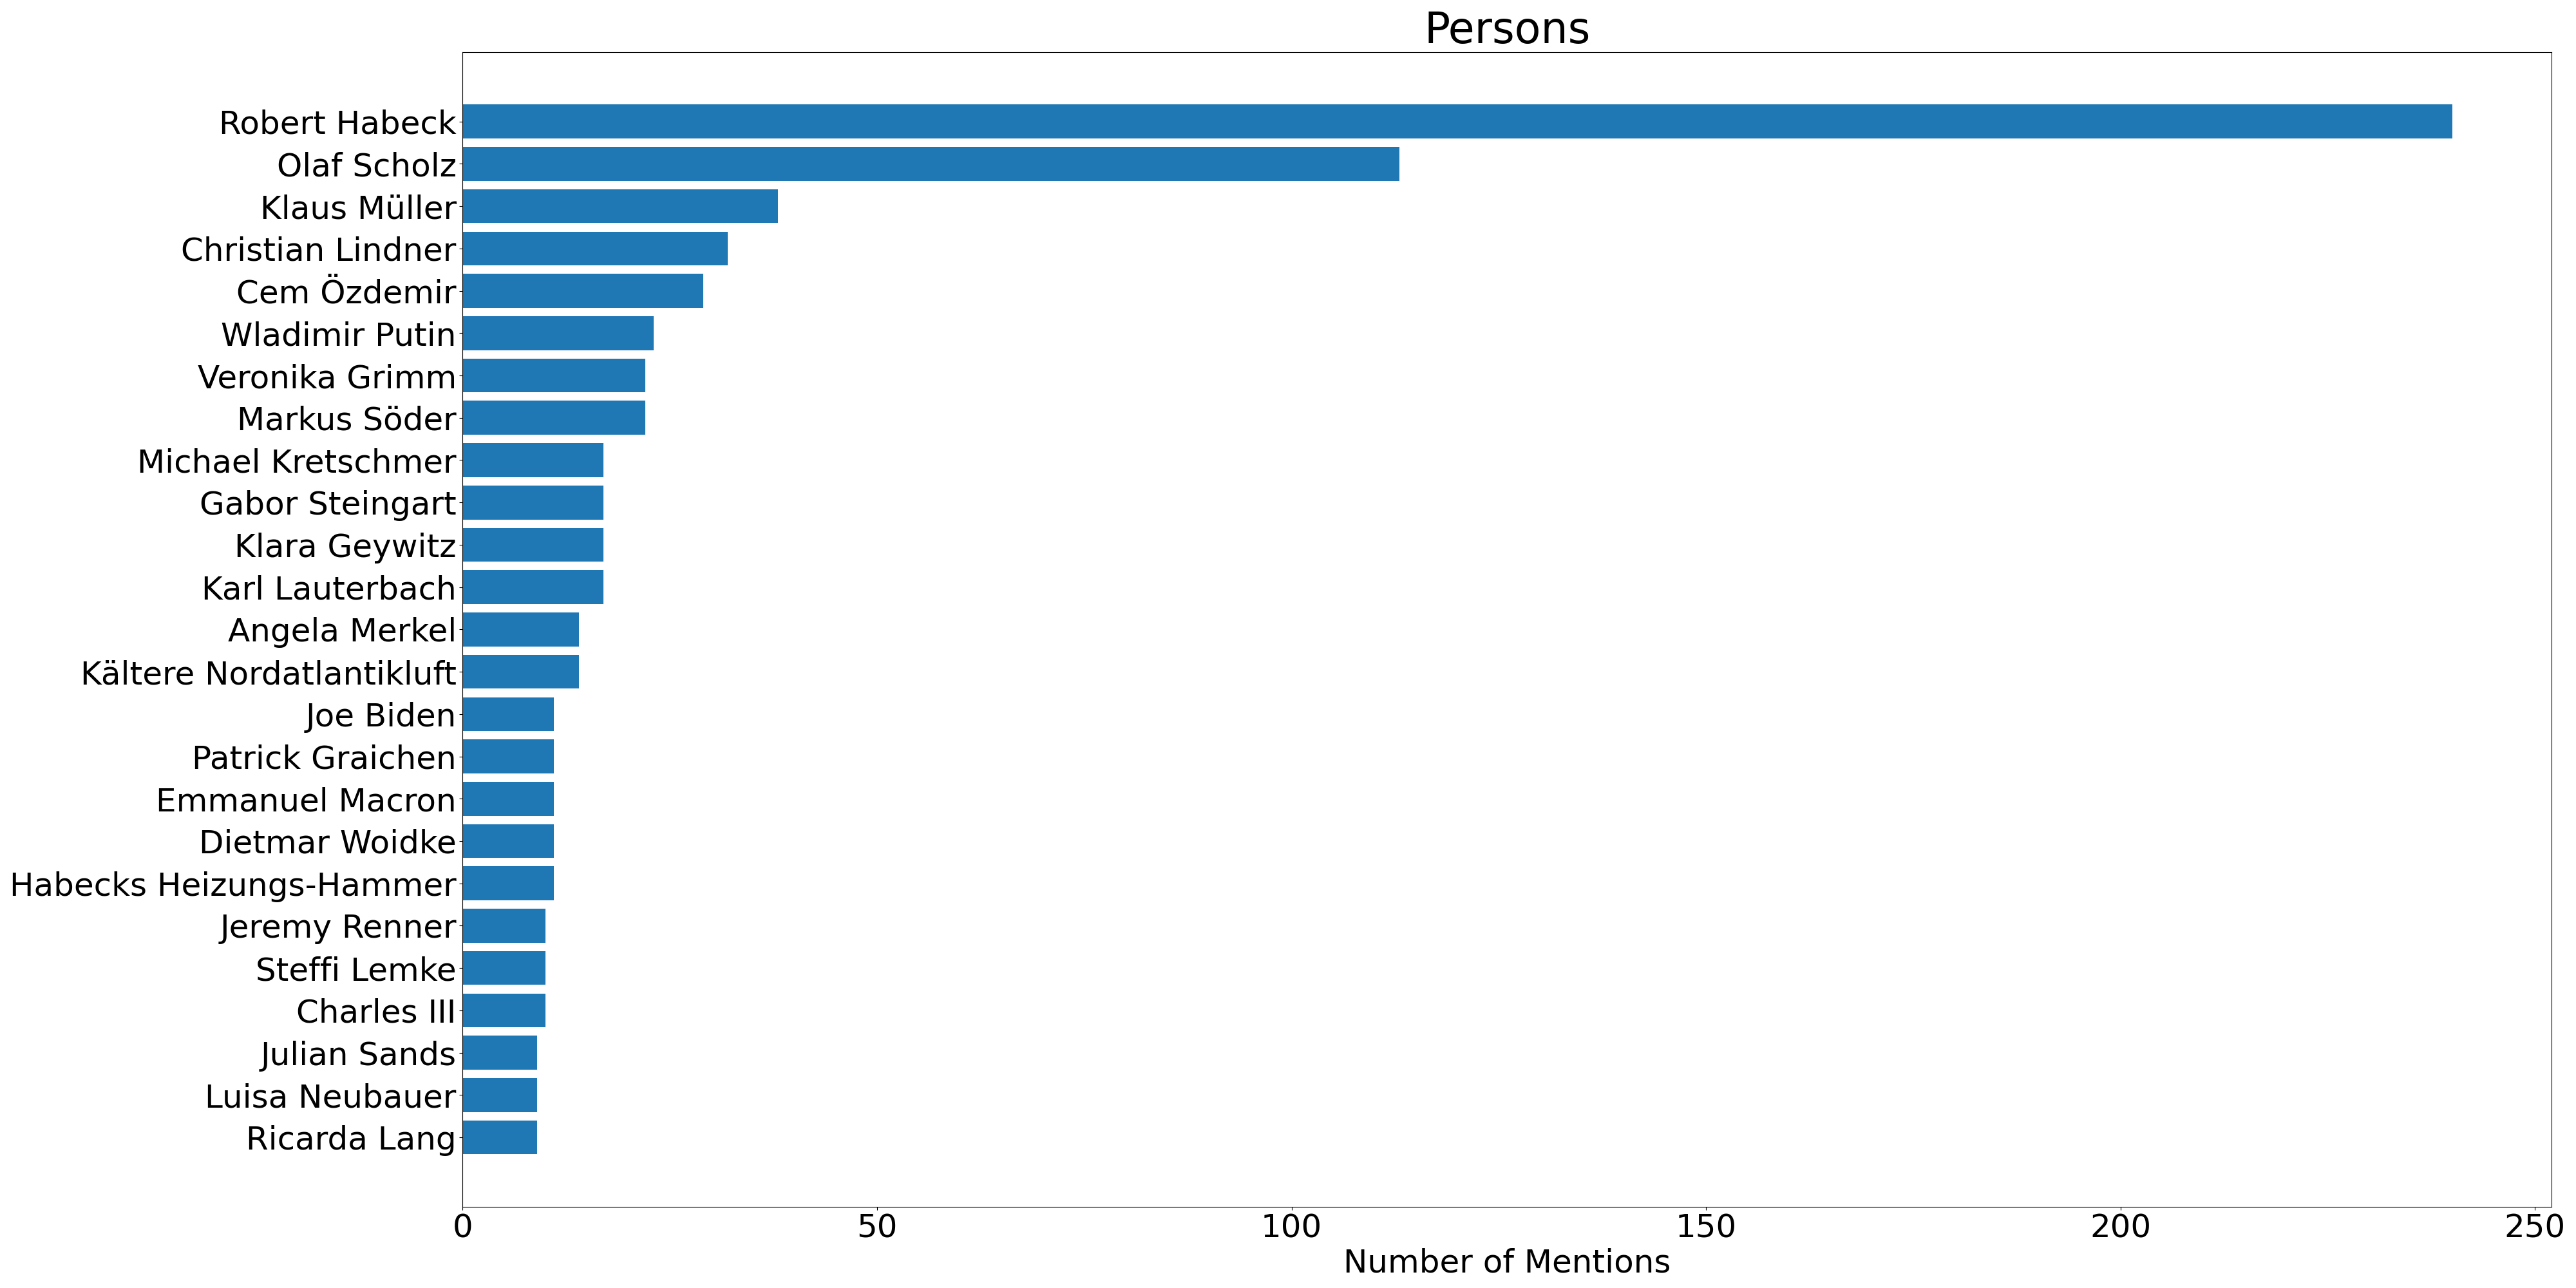 Persons
Robert Habeck
Olaf Scholz
Klaus Müller
Christian Lindner
Cem Özdemir
Wladimir Putin
Veronika Grimm
Markus Söder
Michael Kretschmer
Gabor Steingart
Klara Geywitz
Karl Lauterbach
Angela Merkel
Kältere Nordatlantikluft
Joe Biden
Patrick Graichen
Emmanuel Macron
Dietmar Woidke
Habecks Heizungs-Hammer
Jeremy Renner
Steffi Lemke
Charles III
Julian Sands
Luisa Neubauer
Ricarda Lang
0 50 100 150 200 250
Number of Mentions